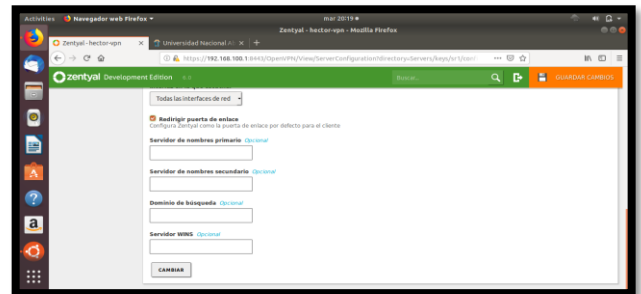 Activities
Navegador web Firefox
mar 20:19
Zentyal - hector-vpn - Mozilla Firefox
Zentyal - hector-vpn
Universidad Nacional A
https://192.168.100.1:8443/OpenVPN/View/ServerConfiguration?directory=Servers/keys/
zentyal Development Edition
Buscar...
GUARDAR CAMBIOS
Todas las interfaces de red
Redirigir puerta de enlace
Configura Zentyal como la puerta de enlace por defecto para el cliente
Servidor de nombres primario Opcional
Servidor de nombres secundario Opcional
Dominio de búsqueda Opcional
Servidor WINS Opcional
CAMBIAR